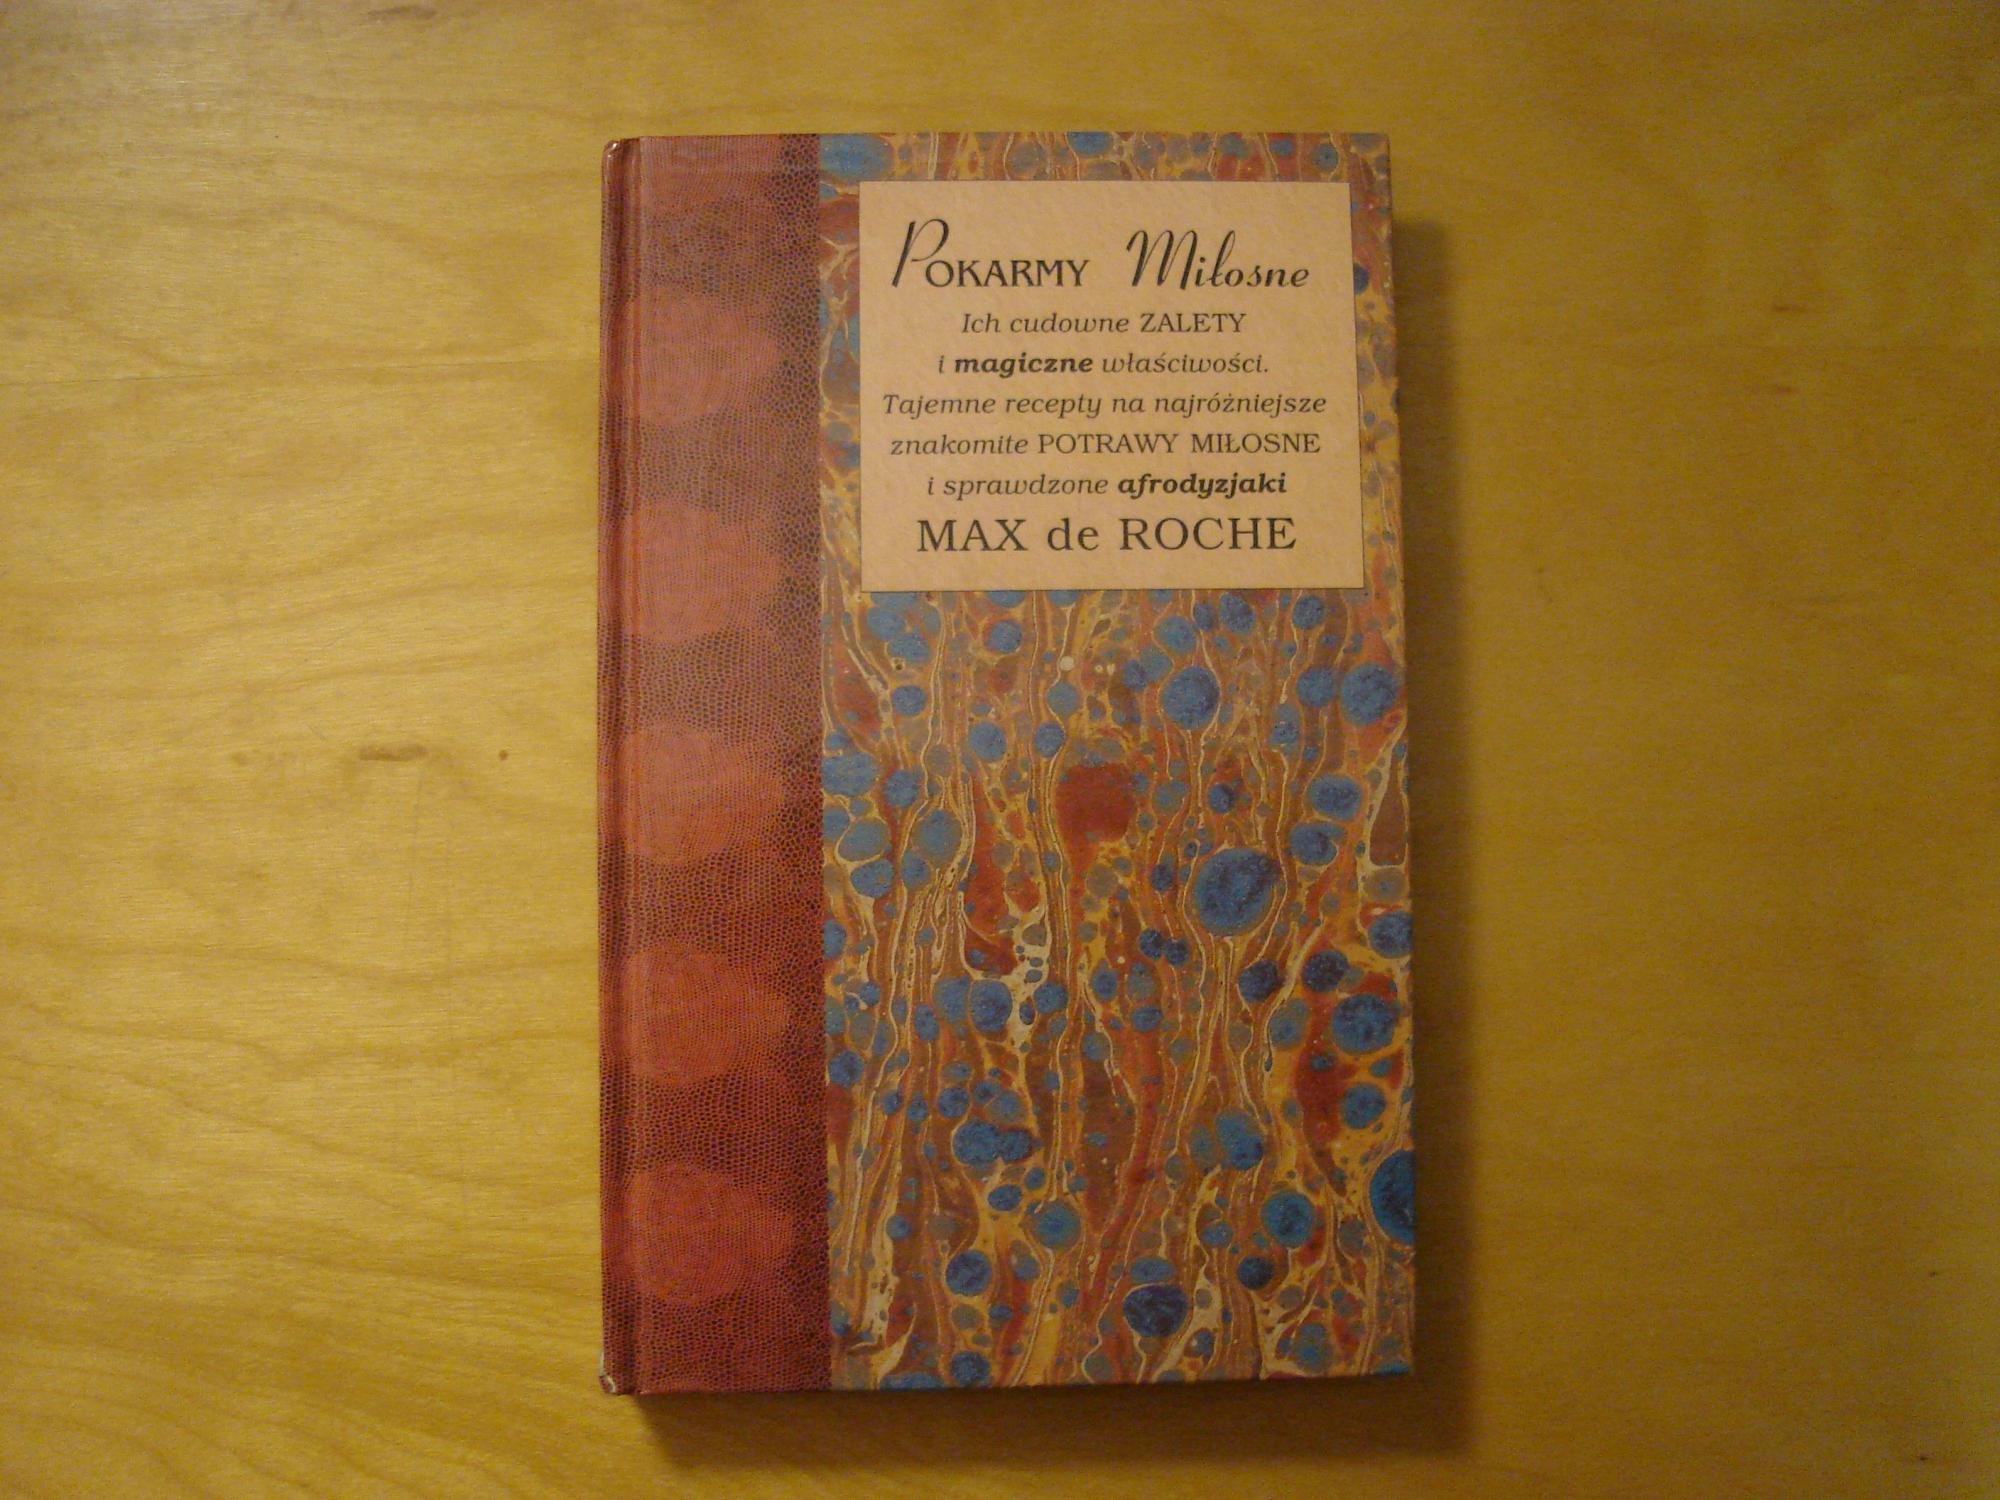 Pokarmy Miłosne
Ich cudowne ZALETY
i magiczne właściwości.
Tajemne recepty na najróżniejsze
znakomite POTRAWY MIŁOSNE
i sprawdzone afrodyzjaki
MAX de ROCHE